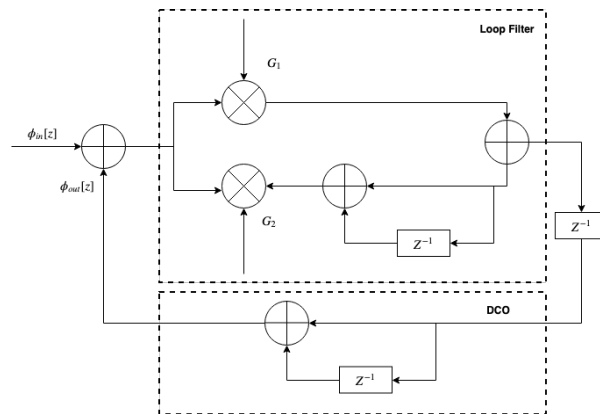 Loop Filter
G₁
ϕᵢₙ[z]
ϕₒᵤₜ[z]
G₂
Z⁻¹
Z⁻¹
DCO
Z⁻¹